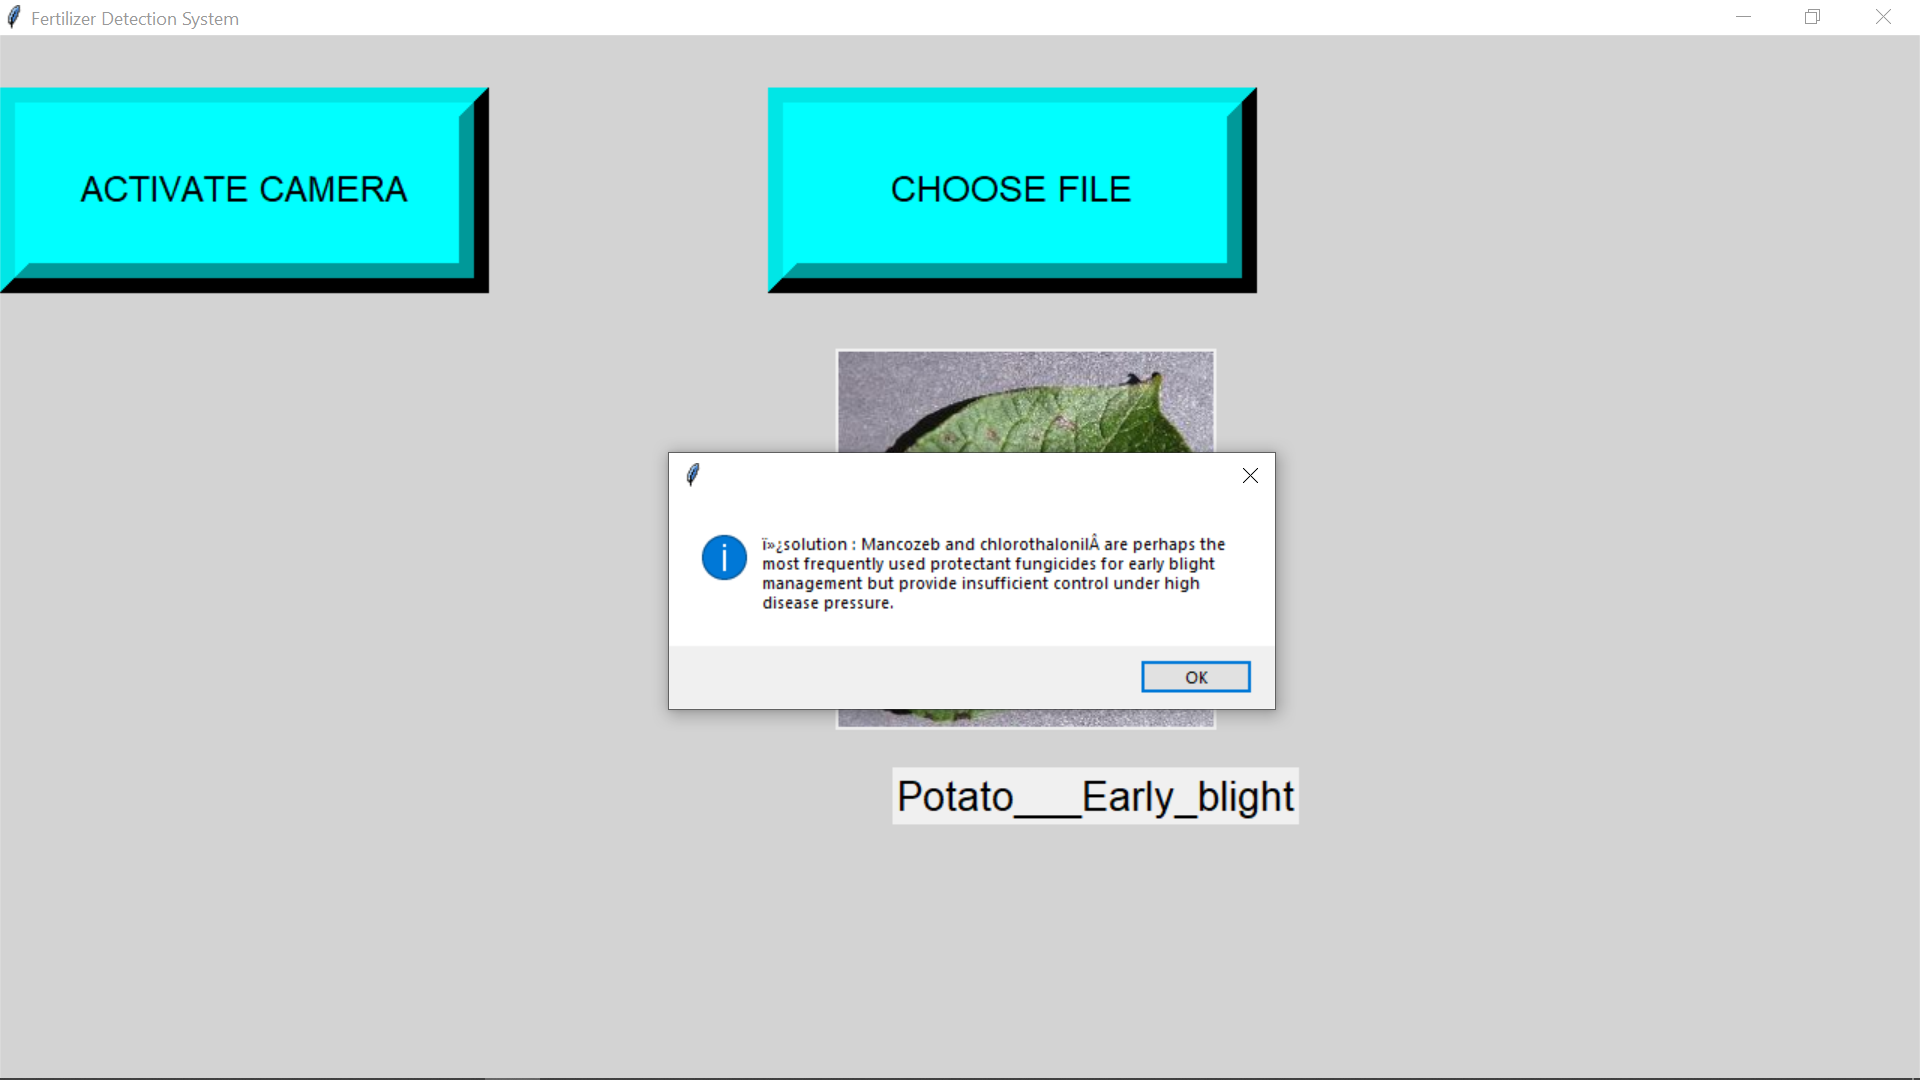 Fertilizer Detection System
ACTIVATE CAMERA
CHOOSE FILE
ï»¿solution : Mancozeb and chlorothalonilÂ are perhaps the
most frequently used protectant fungicides for early blight
management but provide insufficient control under high
disease pressure.
OK
Potato___Early_blight